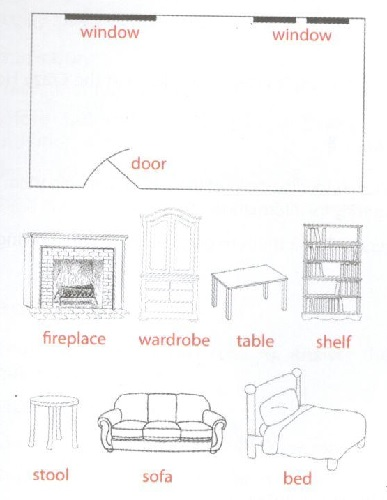 window window
door
fireplace wardrobe table shelf
stool sofa bed